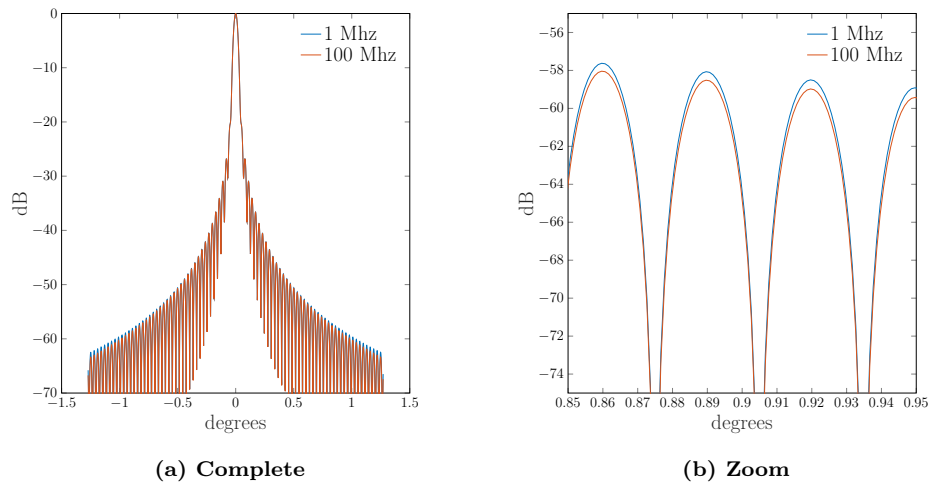 0
−10
−20
−30
−40
−50
−60
−70
dB
1 Mhz
100 Mhz
−1.5 −1 −0.5 0 0.5 1 1.5
degrees
(a) Complete
−56
−58
−60
−62
−64
−66
−68
−70
−72
−74
dB
1 Mhz
100 Mhz
0.85 0.86 0.87 0.88 0.89 0.9 0.91 0.92 0.93 0.94 0.95
degrees
(b) Zoom